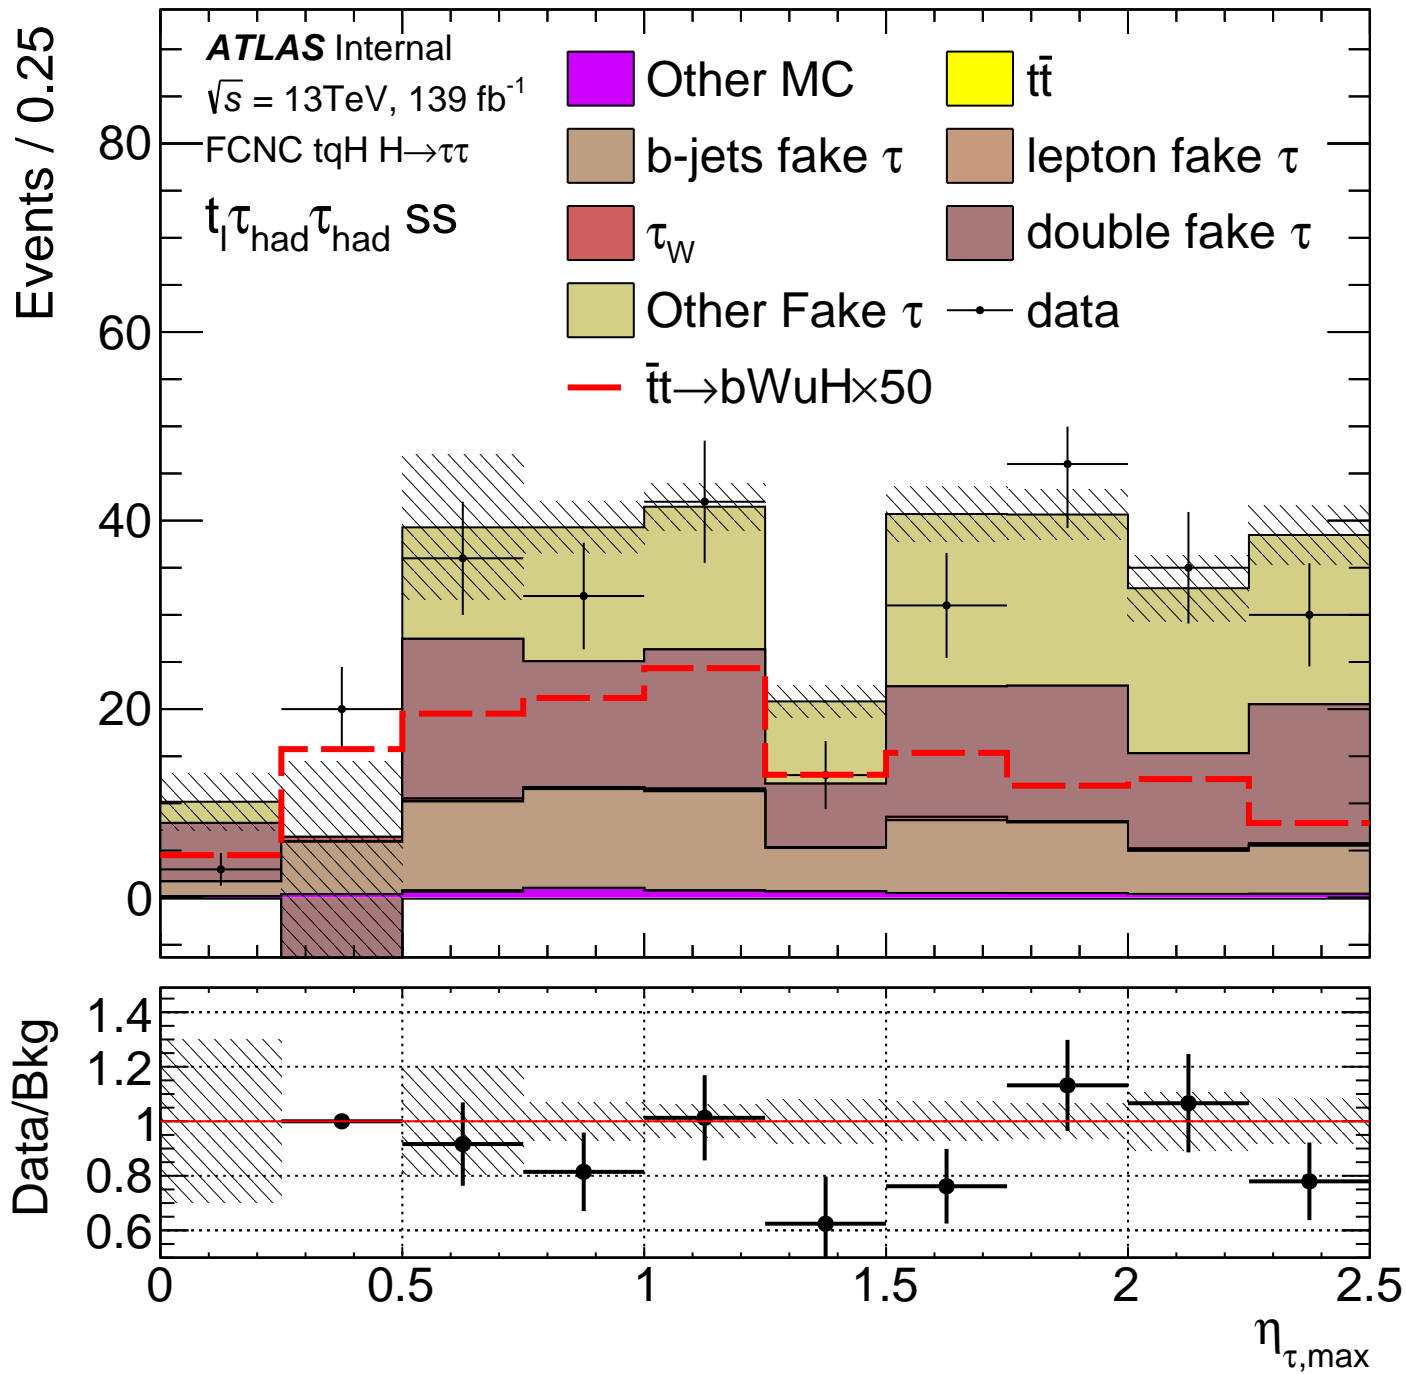 Events / 0.25
ATLAS Internal
√s = 13TeV, 139 fb⁻¹
FCNC tqH H→ττ
tₗτ_hadτ_had SS
Other MC
tt̄
b-jets fake τ
lepton fake τ
τ_W
double fake τ
Other Fake τ
data
t̄t→bWuH×50
80
60
40
20
0
Data/Bkg
1.4
1.2
1
0.8
0.6
0 0.5 1 1.5 2 2.5
η_τ,max